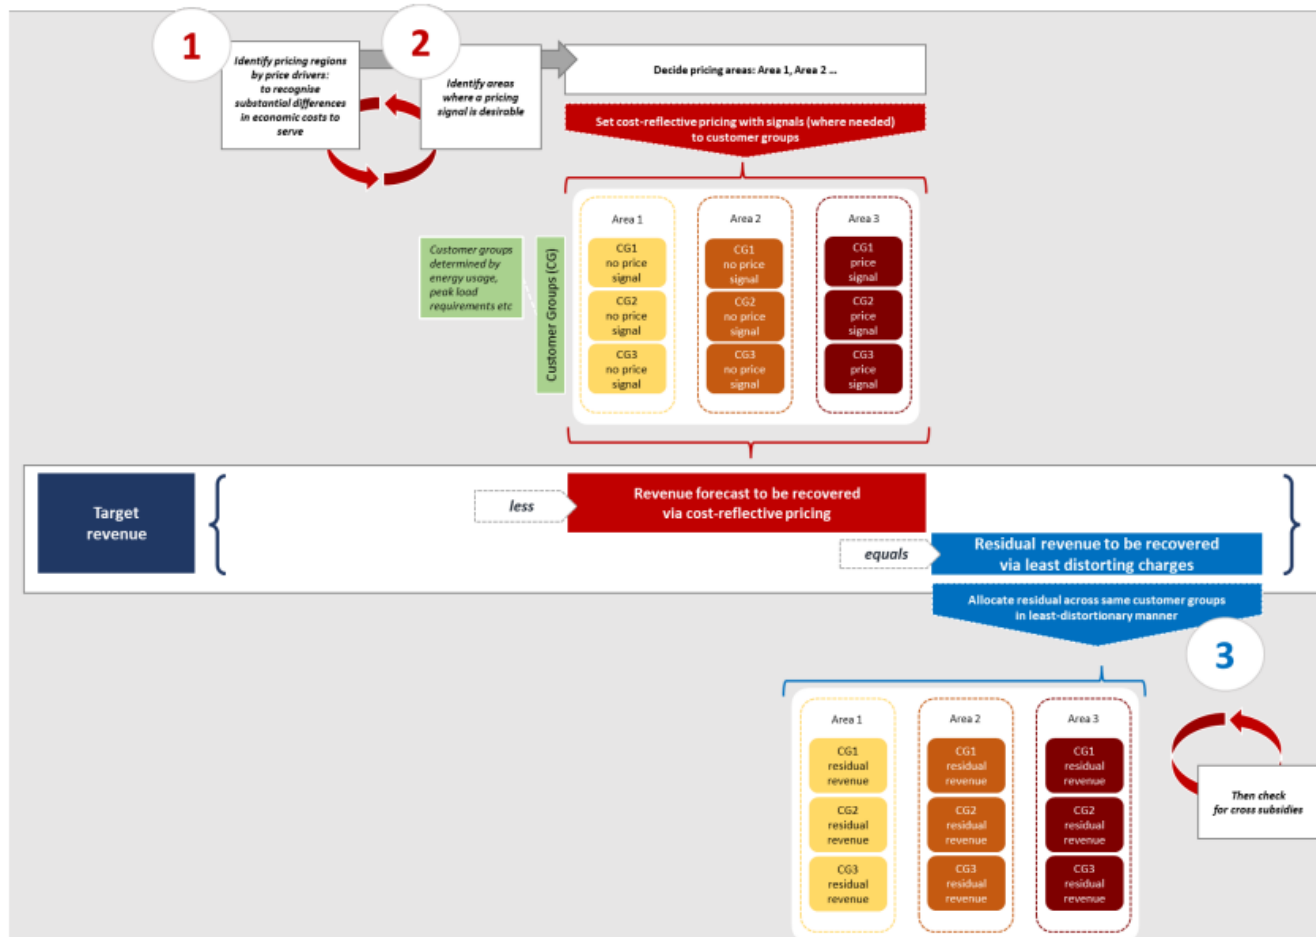 1
Identify pricing regions
by price drivers:
to recognise
substantial differences
in economic costs to
serve
2
Identify areas
where a pricing
signal is desirable
Decide pricing areas: Area 1, Area 2 ...
Set cost-reflective pricing with signals (where needed)
to customer groups
Customer groups
determined by
energy usage,
peak load
requirements etc
Customer Groups (CG)
Area 1
CG1
no price
signal
CG2
no price
signal
CG3
no price
signal
Area 2
CG1
no price
signal
CG2
no price
signal
CG3
no price
signal
Area 3
CG1
price
signal
CG2
price
signal
CG3
price
signal
Target
revenue
less
Revenue forecast to be recovered
via cost-reflective pricing
equals
Residual revenue to be recovered
via least distorting charges
Allocate residual across same customer groups
in least-distortionary manner
3
Area 1
CG1
residual
revenue
CG2
residual
revenue
CG3
residual
revenue
Area 2
CG1
residual
revenue
CG2
residual
revenue
CG3
residual
revenue
Area 3
CG1
residual
revenue
CG2
residual
revenue
CG3
residual
revenue
Then check
for cross subsidies